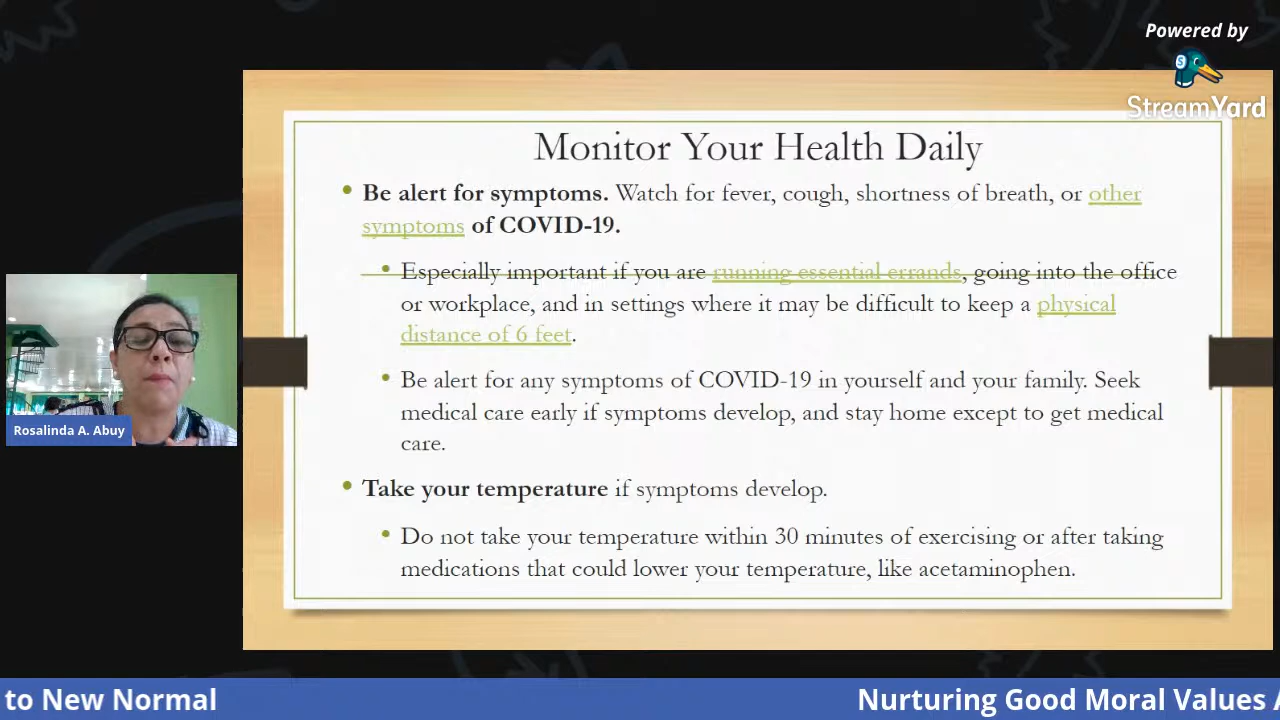 Powered by
StreamYard
Monitor Your Health Daily
• Be alert for symptoms. Watch for fever, cough, shortness of breath, or other
symptoms of COVID-19.
• Especially important if you are running essential errands, going into the office
or workplace, and in settings where it may be difficult to keep a physical
distance of 6 feet.
• Be alert for any symptoms of COVID-19 in yourself and your family. Seek
medical care early if symptoms develop, and stay home except to get medical
care.
• Take your temperature if symptoms develop.
• Do not take your temperature within 30 minutes of exercising or after taking
medications that could lower your temperature, like acetaminophen.
Rosalinda A. Abuy
to New Normal
Nurturing Good Moral Values A